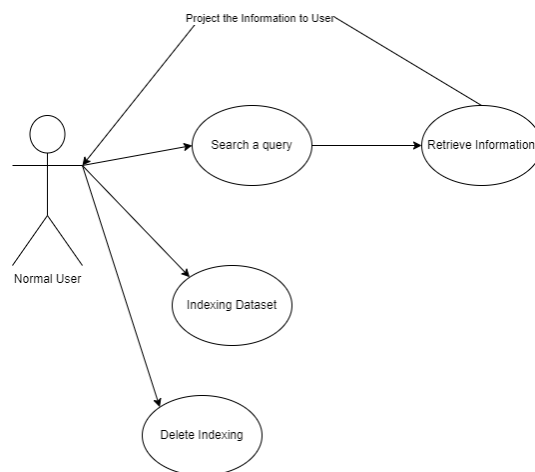 Project the Information to User
Search a query
Retrieve Information
Normal User
Indexing Dataset
Delete Indexing